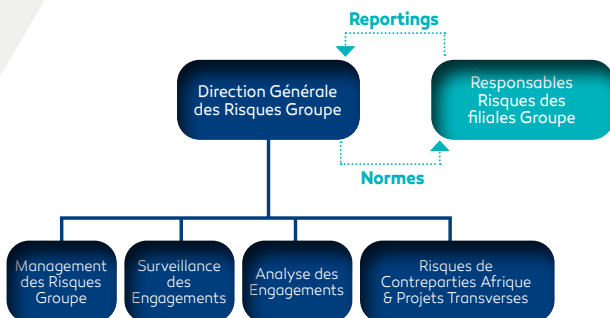 Reportings
Direction Générale
des Risques Groupe
Responsables
Risques des
filiales Groupe
Normes
Management
des Risques
Groupe
Surveillance
des
Engagements
Analyse des
Engagements
Risques de
Contreparties Afrique
& Projets Transverses